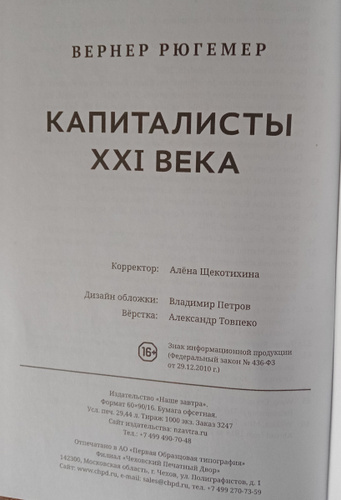 ВЕРНЕР РЮГЕМЕР
КАПИТАЛИСТЫ
XXI ВЕКА
Корректор: Алёна Щекотихина
Дизайн обложки: Владимир Петров
Вёрстка: Александр Товпеко
16+
Знак информационной продукции
(Федеральный закон № 436-ФЗ
от 29.12.2010 г.)
Издательство «Наше завтра».
Формат 60×90/16. Бумага офсетная.
Усл. печ. 29,44 л. Тираж 1000 экз. Заказ 3247
Сайт издательства: nzavtra.ru
Тел.: +7 499 490-70-48
Отпечатано в АО «Первая Образцовая типография»
Филиал «Чеховский Печатный Двор»
142300, Московская область, г. Чехов, ул. Полиграфистов, д. 1
Сайт: www.chpd.ru, e-mail: sales@chpd.ru, тел. +7 499 270-73-59